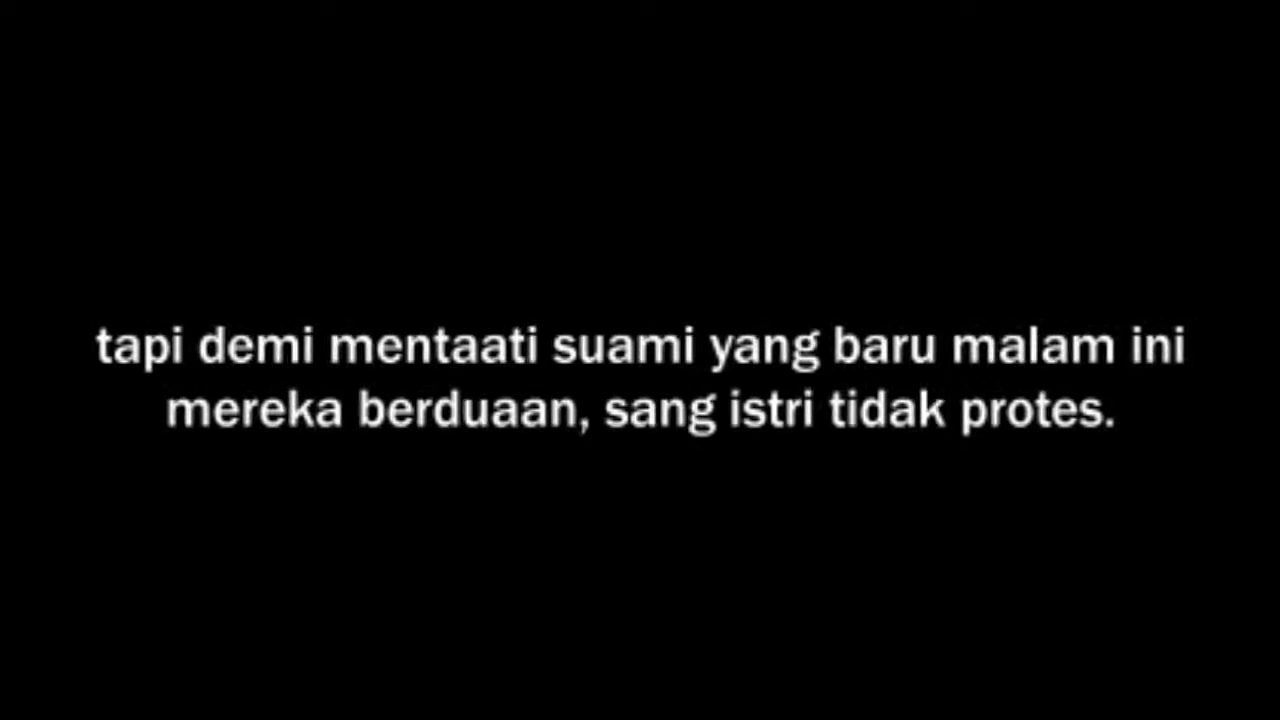 tapi demi mentaati suami yang baru malam ini
mereka berduaan, sang istri tidak protes.